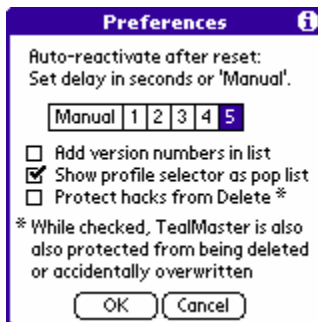 Preferences i
Auto-reactivate after reset:
Set delay in seconds or 'Manual'.
Manual 1 2 3 4 5
Add version numbers in list
Show profile selector as pop list
Protect hacks from Delete *
* While checked, TealMaster is also
also protected from being deleted
or accidentally overwritten
OK Cancel